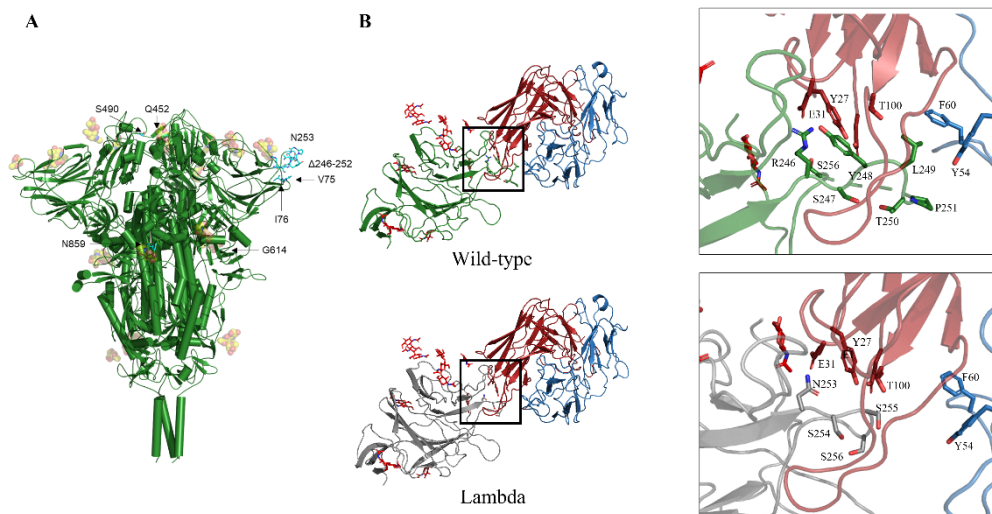 A
B
S490
Q452
N253
Δ246-252
V75
I76
N859
G614
Wild-type
Lambda
Y27
E31
T100
F60
R246
S256
Y248
L249
Y54
S247
T250
P251
Y27
E31
T100
F60
N253
S255
S254
S256
Y54